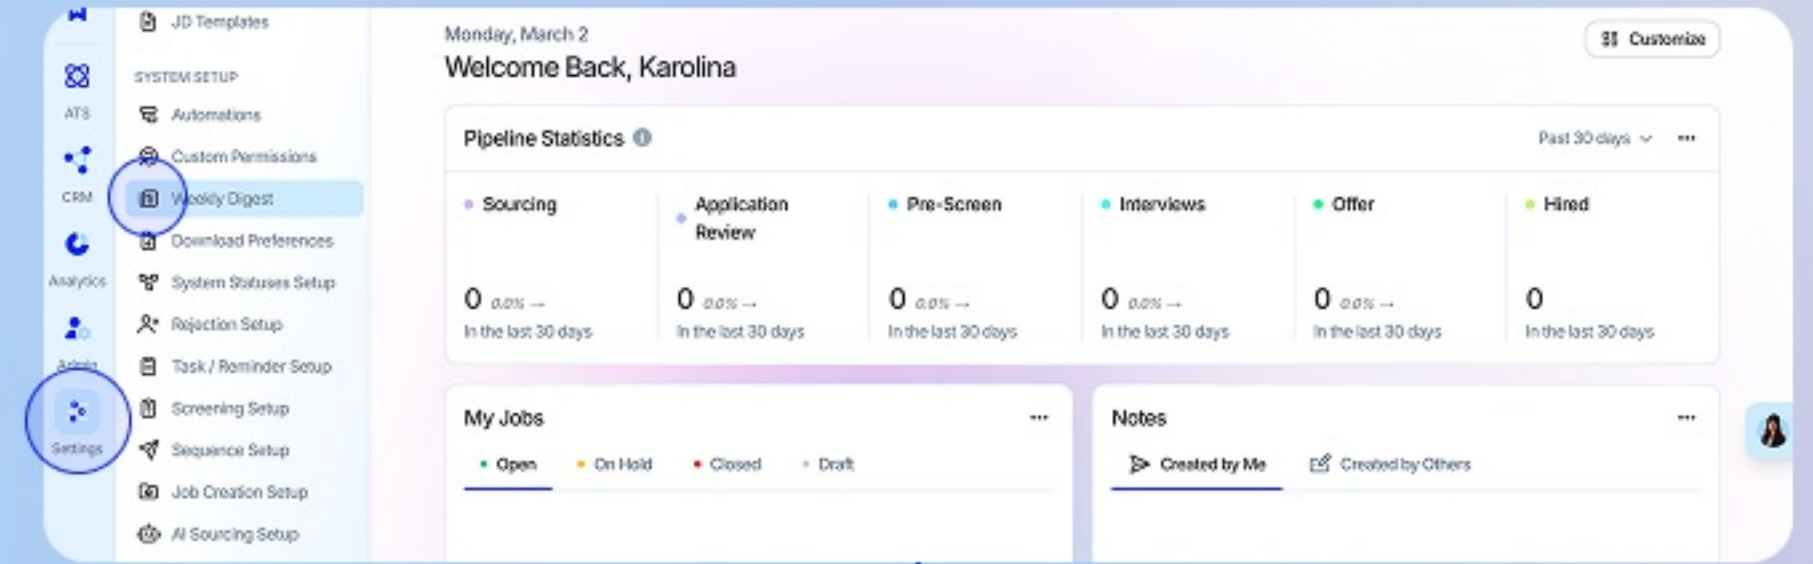 ATS
CRM
Analytics
Admin
Settings
JD Templates
SYSTEM SETUP
Automations
Custom Permissions
Weekly Digest
Download Preferences
System Statuses Setup
Rejection Setup
Task / Reminder Setup
Screening Setup
Sequence Setup
Job Creation Setup
AI Sourcing Setup
Monday, March 2
Welcome Back, Karolina
Customize
Pipeline Statistics
Past 30 days
Sourcing
0 0.0% →
In the last 30 days
Application
Review
0 0.0% →
In the last 30 days
Pre-Screen
0 0.0% →
In the last 30 days
Interviews
0 0.0% →
In the last 30 days
Offer
0 0.0% →
In the last 30 days
Hired
0
In the last 30 days
My Jobs
Open On Hold Closed Draft
Notes
Created by Me Created by Others